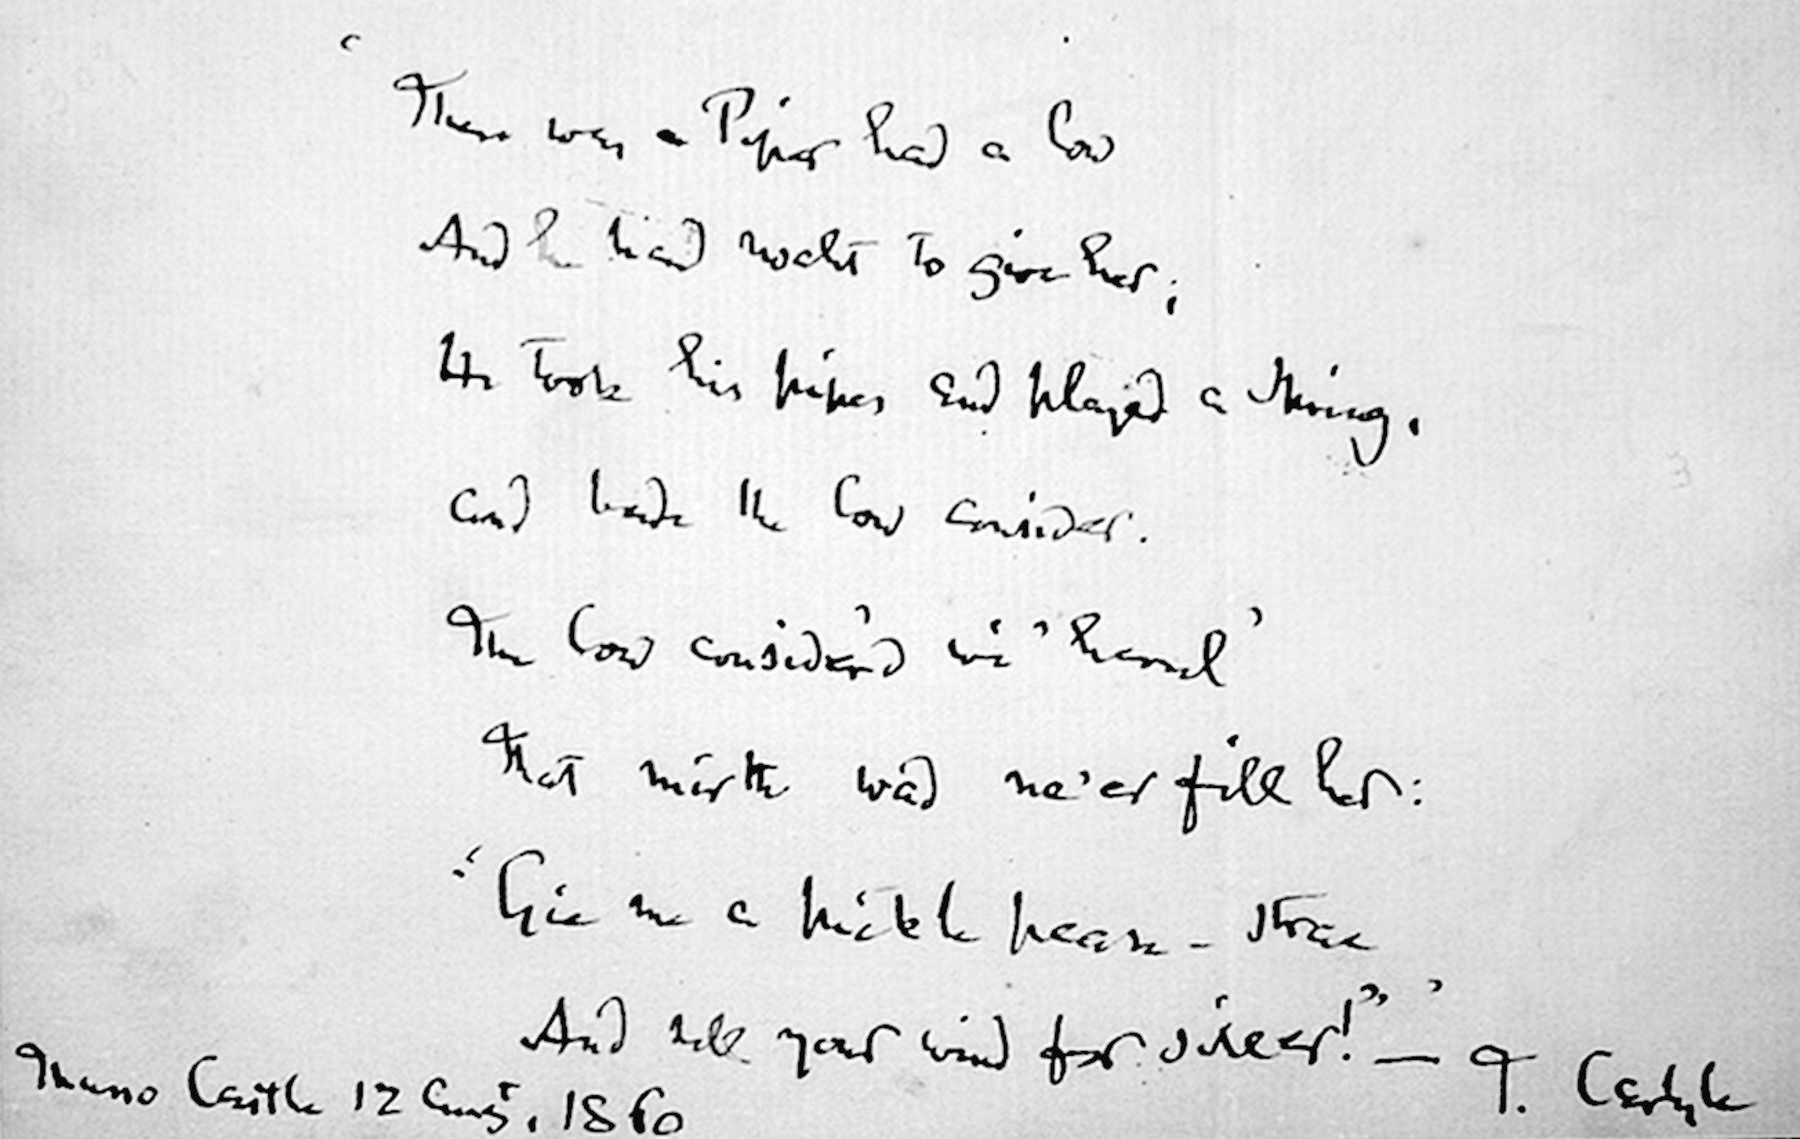 ‘There was a Piper had a Cow
And he had nocht to give her;
He took his pipes and played a spring,
and bade the Cow consider.
The Cow consider'd wi' hersel'
That mirth wad ne'er fill her:
“Gie me a pickle pease-strae
And sell your wind for siller!”’ — T. Carlyle
Thurso Castle 12 Augt, 1860